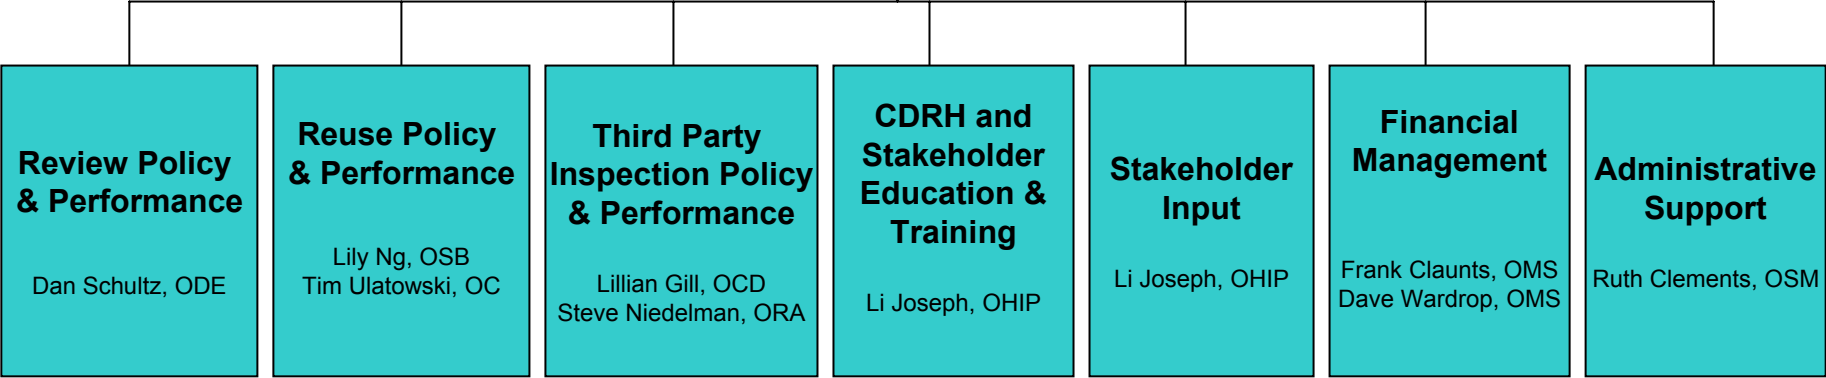 Review Policy
& Performance
Dan Schultz, ODE
Reuse Policy
& Performance
Lily Ng, OSB
Tim Ulatowski, OC
Third Party
Inspection Policy
& Performance
Lillian Gill, OCD
Steve Niedelman, ORA
CDRH and
Stakeholder
Education &
Training
Li Joseph, OHIP
Stakeholder
Input
Li Joseph, OHIP
Financial
Management
Frank Claunts, OMS
Dave Wardrop, OMS
Administrative
Support
Ruth Clements, OSM